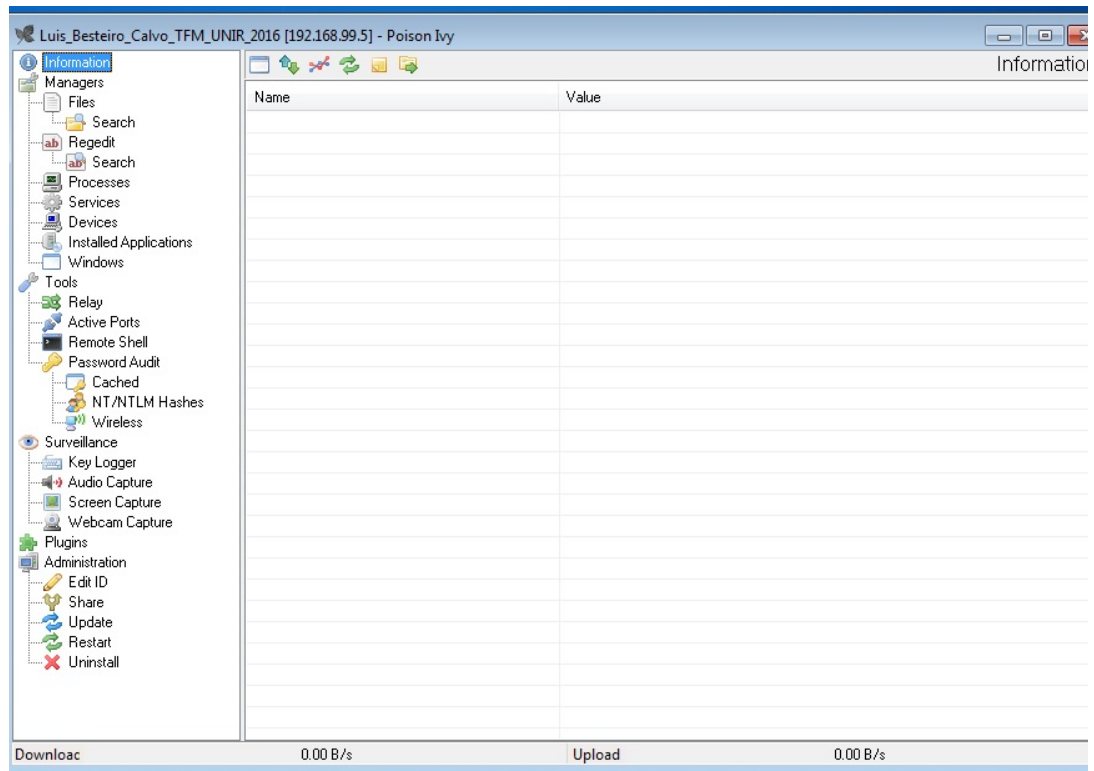 Luis_Besteiro_Calvo_TFM_UNIR_2016 [192.168.99.5] - Poison Ivy
Information
Managers
Files
Search
Regedit
Search
Processes
Services
Devices
Installed Applications
Windows
Tools
Relay
Active Ports
Remote Shell
Password Audit
Cached
NT/NTLM Hashes
Wireless
Surveillance
Key Logger
Audio Capture
Screen Capture
Webcam Capture
Plugins
Administration
Edit ID
Share
Update
Restart
Uninstall
Information
Name Value
Downloac 0.00 B/s Upload 0.00 B/s